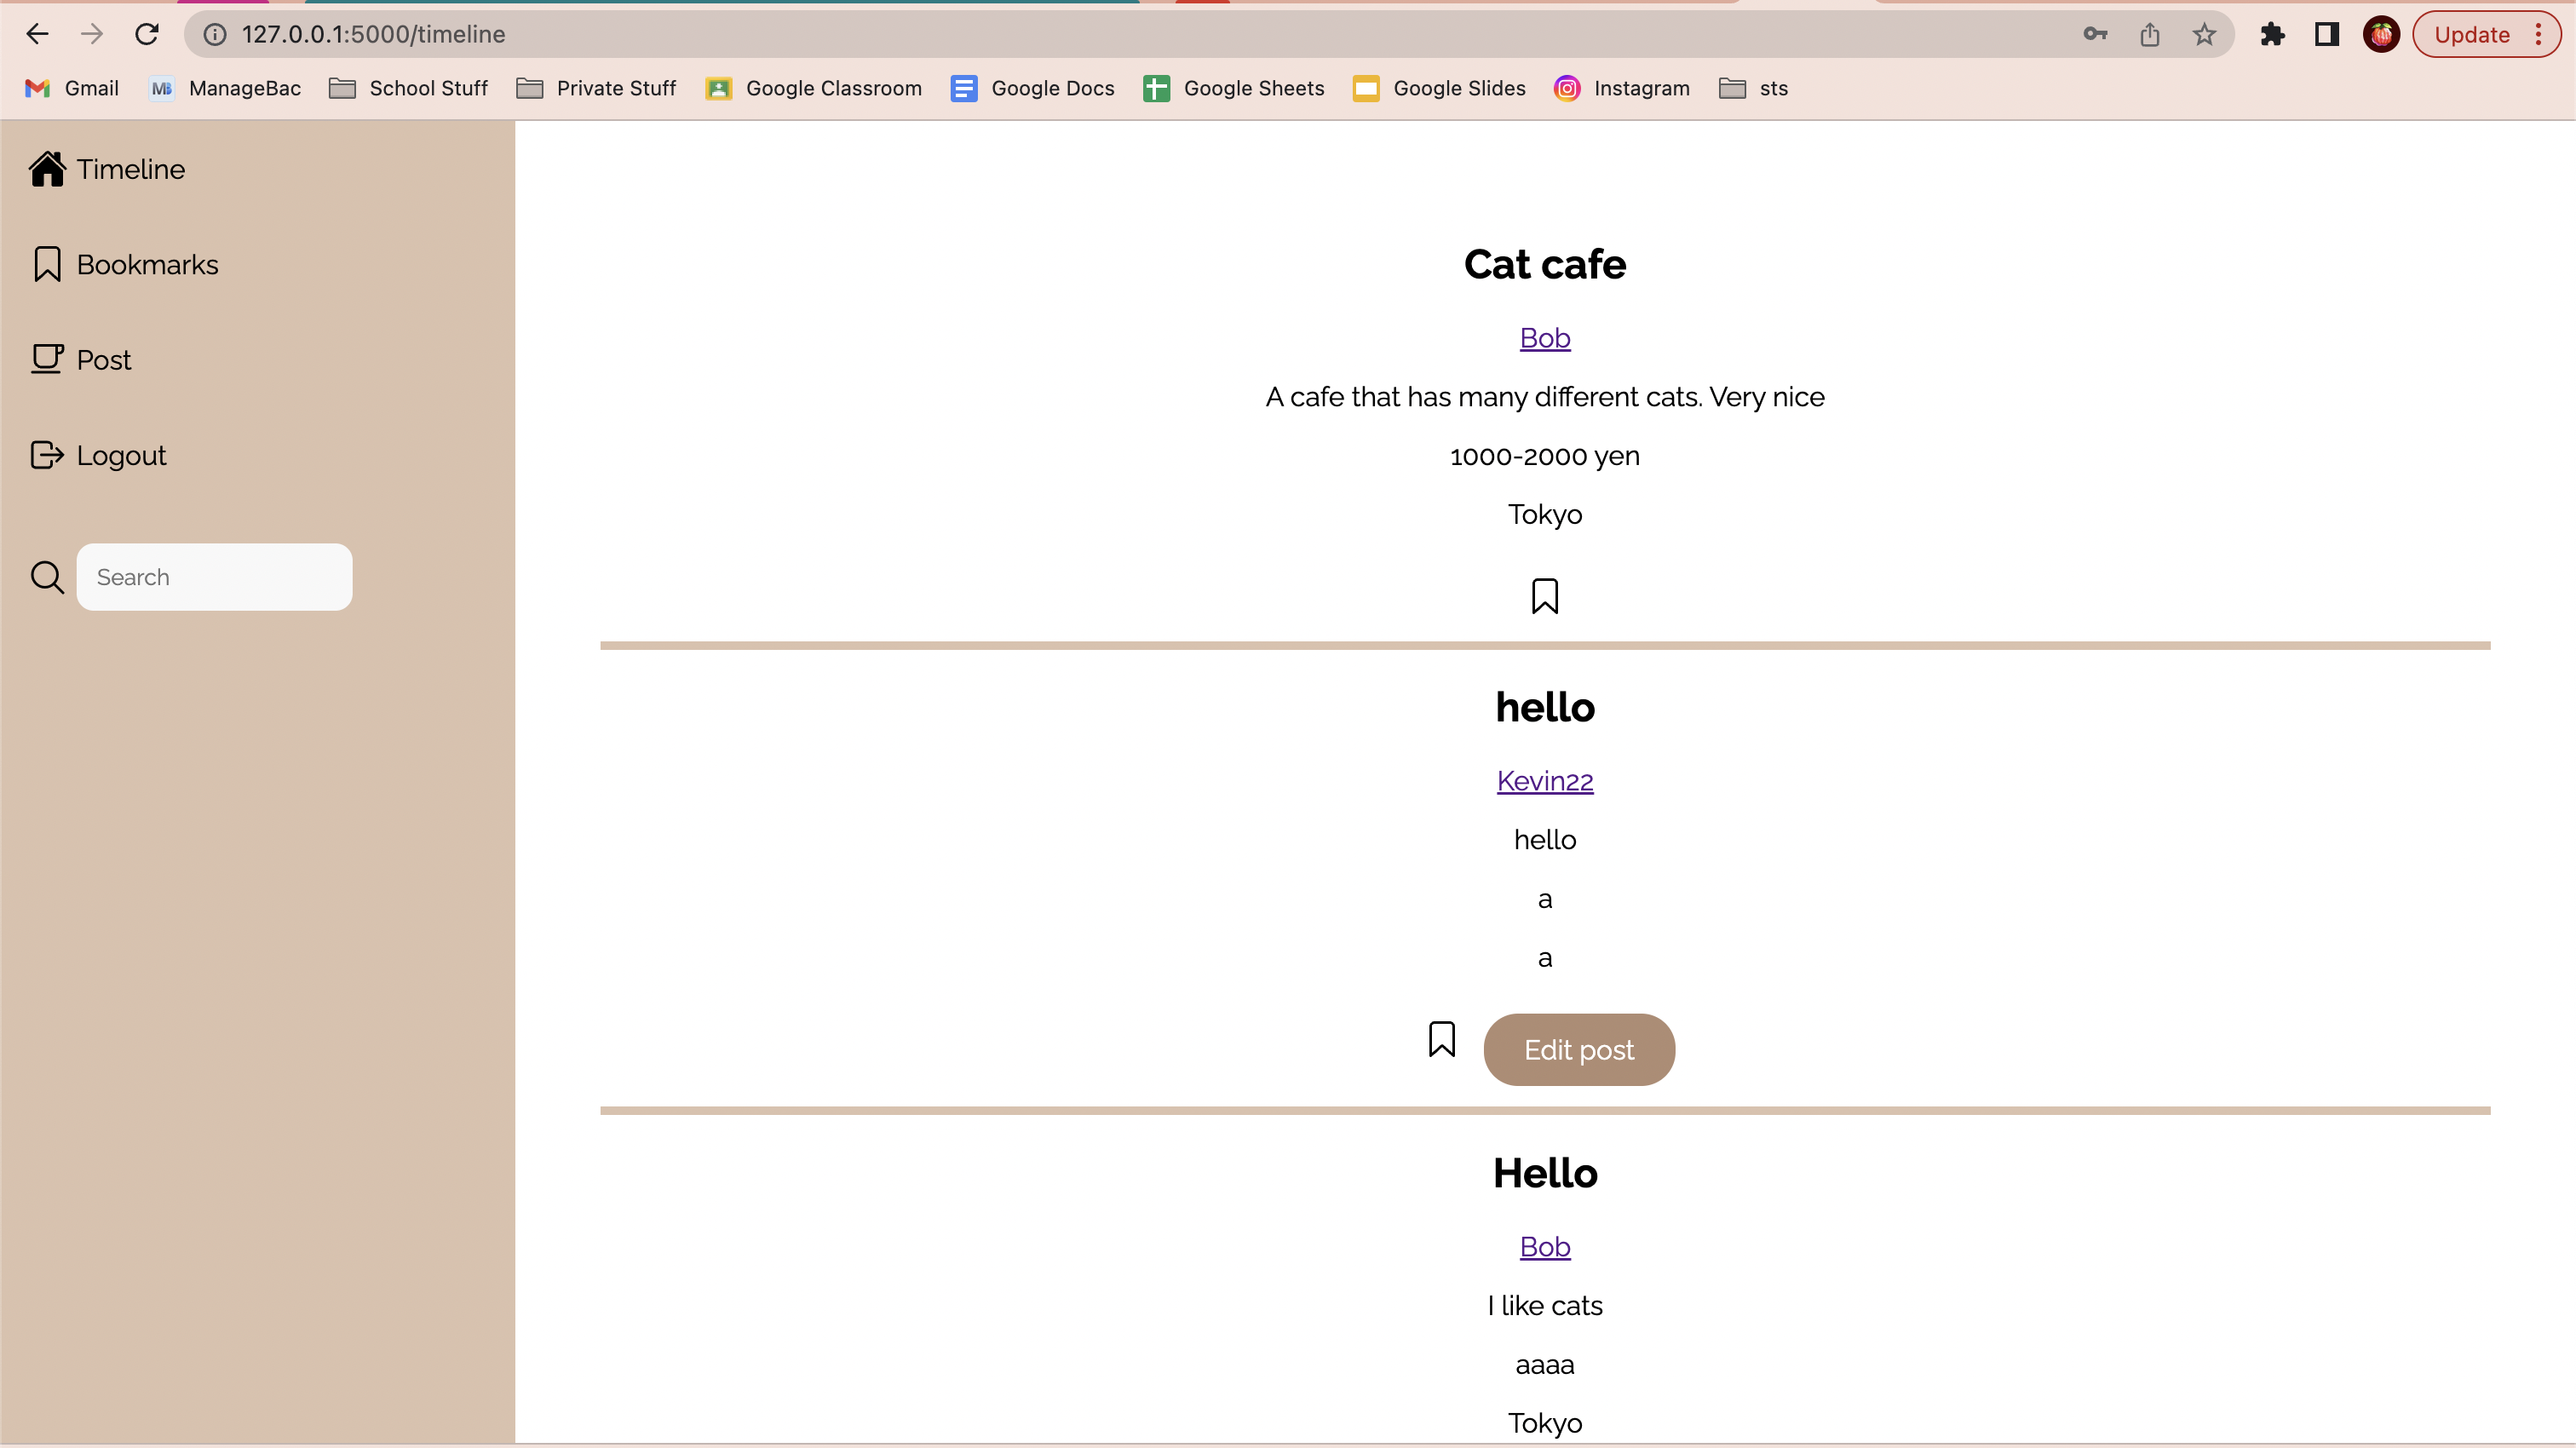 127.0.0.1:5000/timeline
Update
Gmail
ManageBac
School Stuff
Private Stuff
Google Classroom
Google Docs
Google Sheets
Google Slides
Instagram
sts
Timeline
Bookmarks
Post
Logout
Search
Cat cafe
Bob
A cafe that has many different cats. Very nice
1000-2000 yen
Tokyo
hello
Kevin22
hello
a
a
Edit post
Hello
Bob
I like cats
aaaa
Tokyo